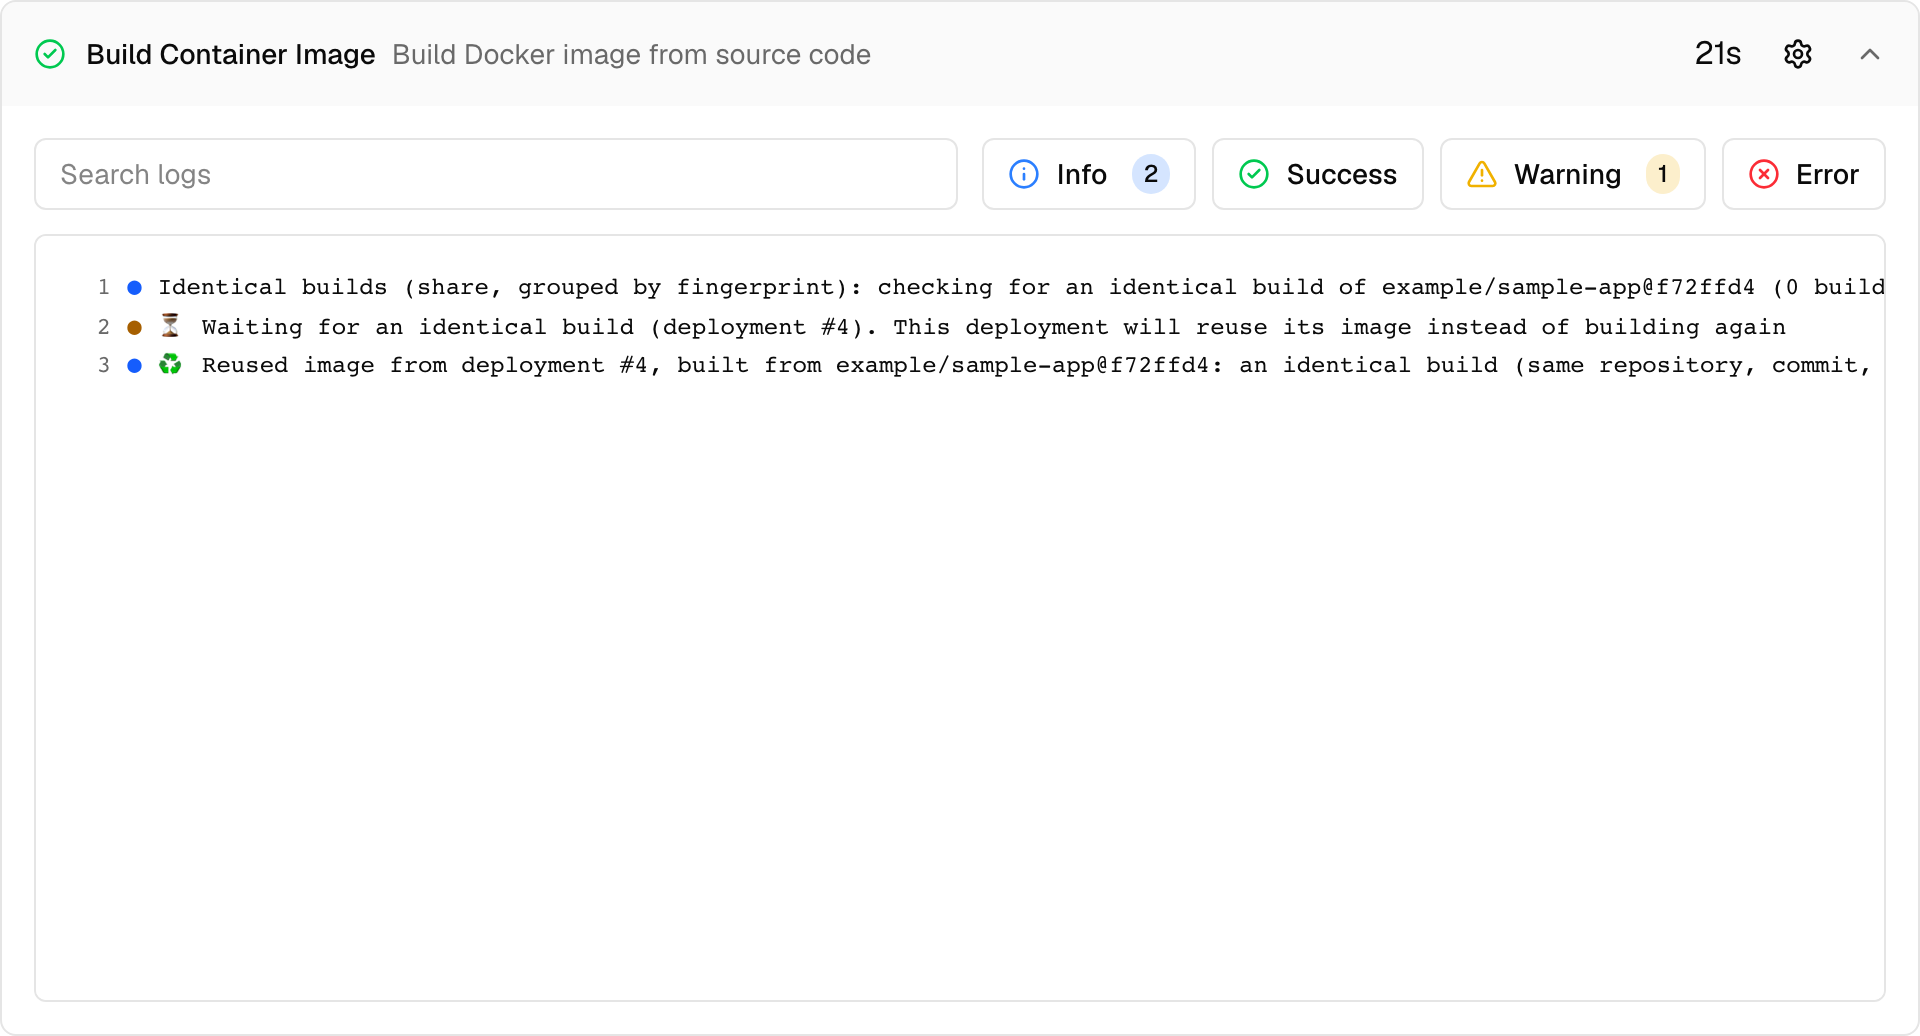 Build Container Image Build Docker image from source code 21s
Search logs Info 2 Success Warning 1 Error
1 Identical builds (share, grouped by fingerprint): checking for an identical build of example/sample-app@f72ffd4 (0 build
2 ⏳ Waiting for an identical build (deployment #4). This deployment will reuse its image instead of building again
3 ♻️ Reused image from deployment #4, built from example/sample-app@f72ffd4: an identical build (same repository, commit,